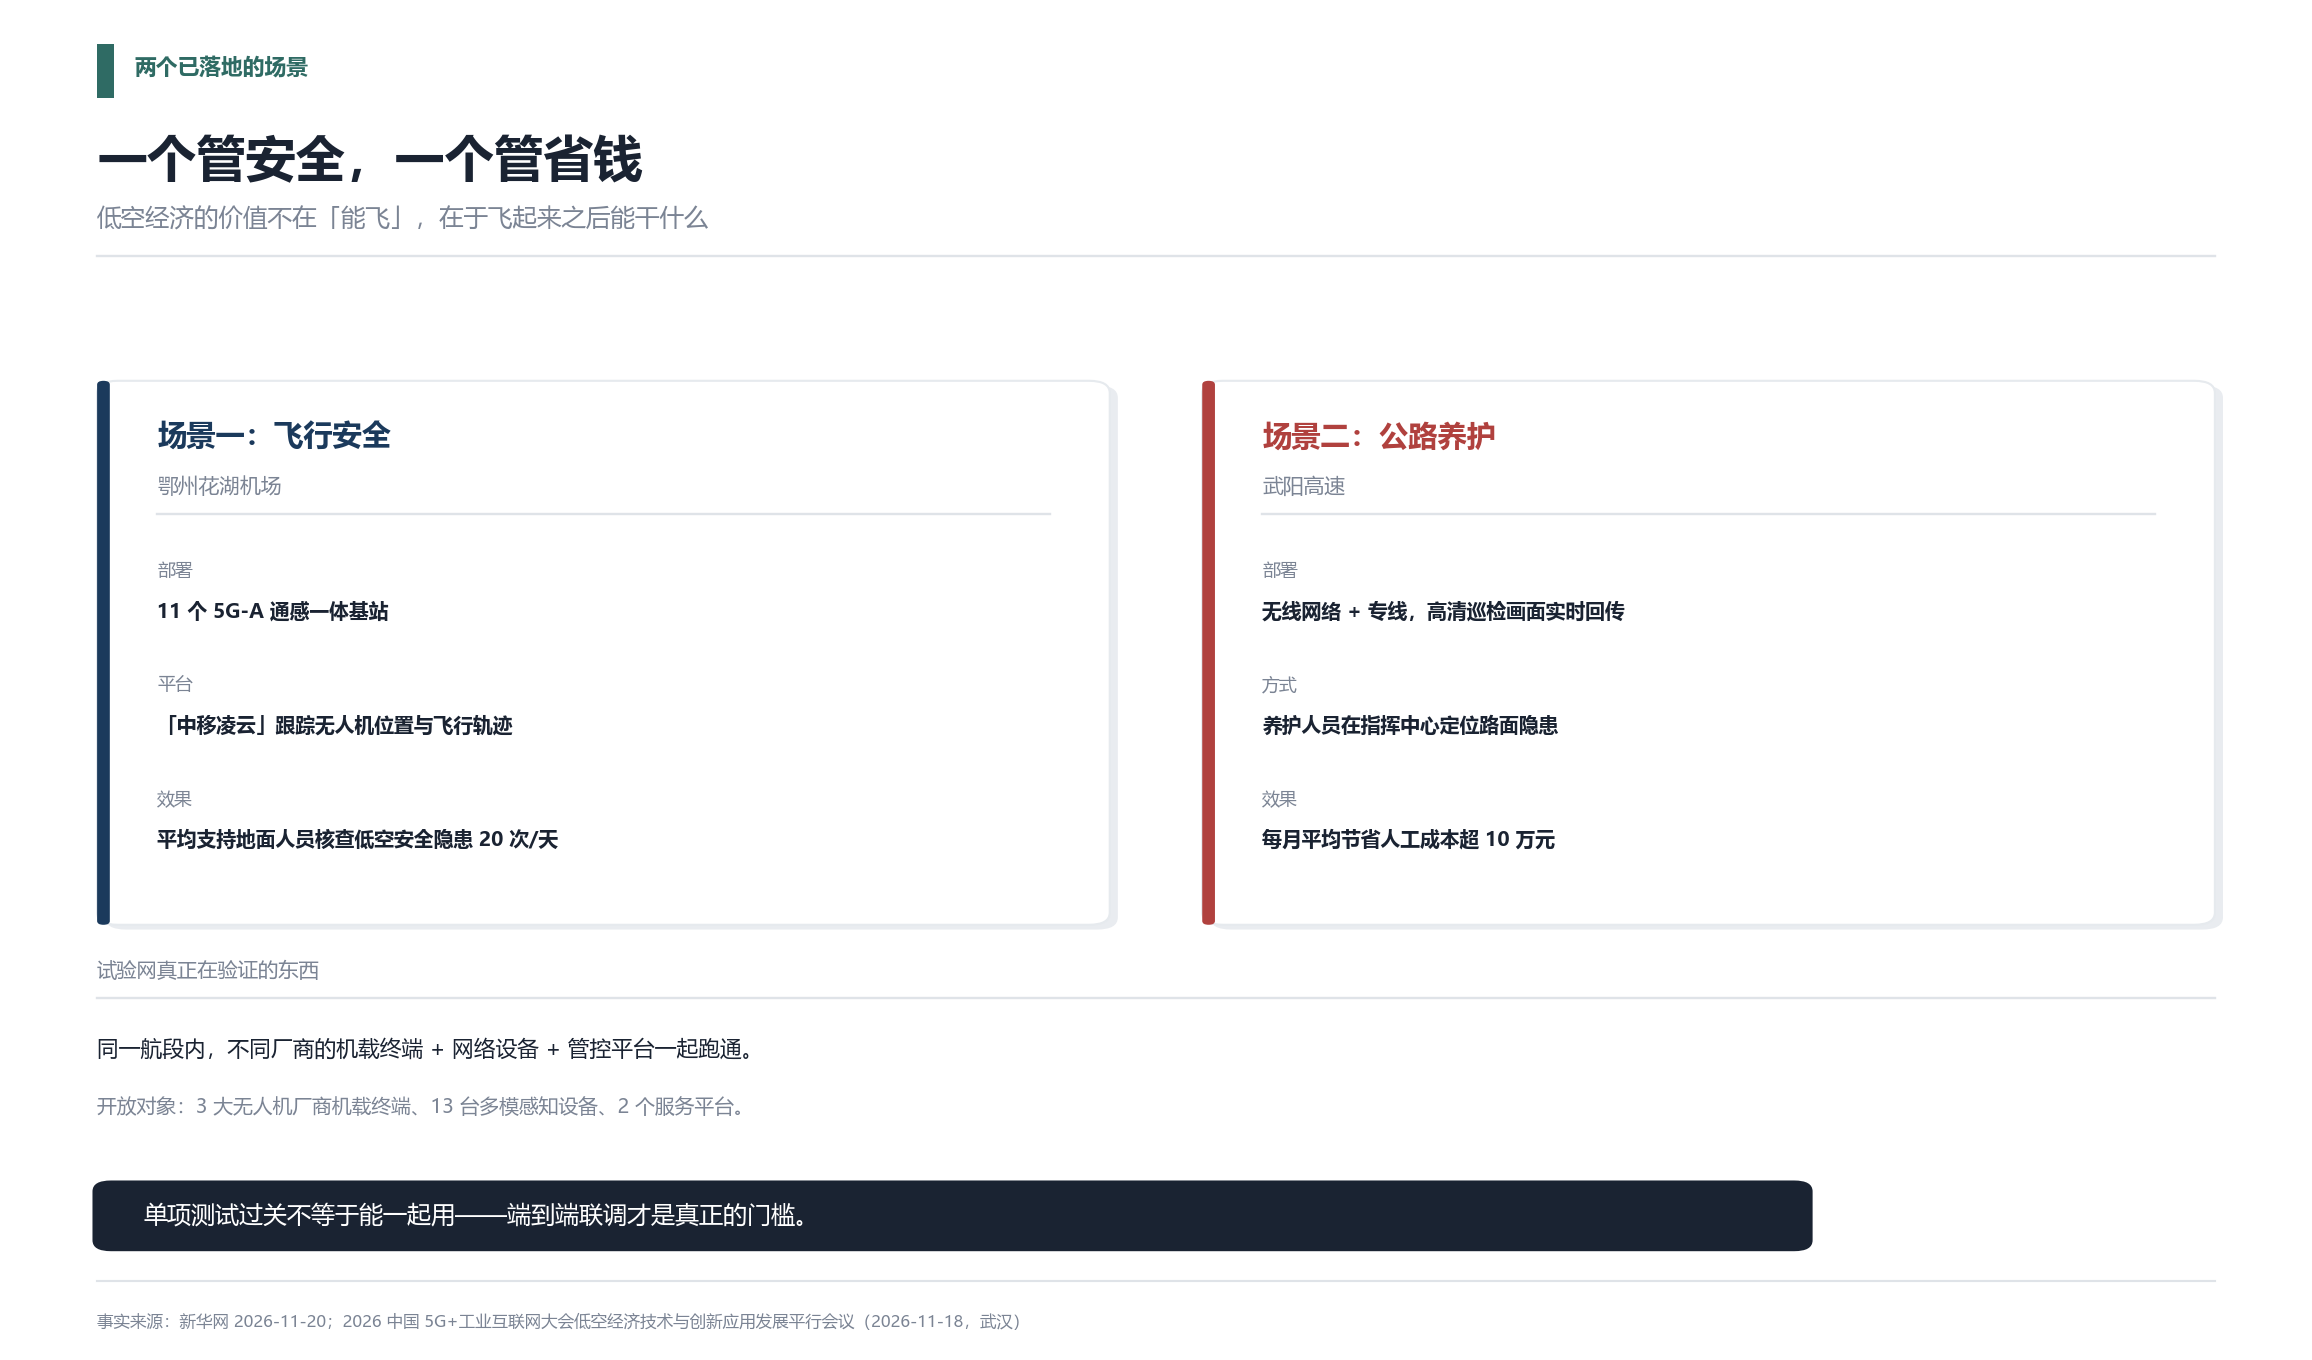 两个已落地的场景
一个管安全，一个管省钱
低空经济的价值不在「能飞」，在于飞起来之后能干什么
场景一：飞行安全
鄂州花湖机场
部署
11 个 5G-A 通感一体基站
平台
「中移凌云」跟踪无人机位置与飞行轨迹
效果
平均支持地面人员核查低空安全隐患 20 次/天
场景二：公路养护
武阳高速
部署
无线网络 + 专线，高清巡检画面实时回传
方式
养护人员在指挥中心定位路面隐患
效果
每月平均节省人工成本超 10 万元
试验网真正在验证的东西
同一航段内，不同厂商的机载终端 + 网络设备 + 管控平台一起跑通。
开放对象：3 大无人机厂商机载终端、13 台多模感知设备、2 个服务平台。
单项测试过关不等于能一起用——端到端联调才是真正的门槛。
事实来源：新华网 2026-11-20；2026 中国 5G+工业互联网大会低空经济技术与创新应用发展平行会议（2026-11-18，武汉）